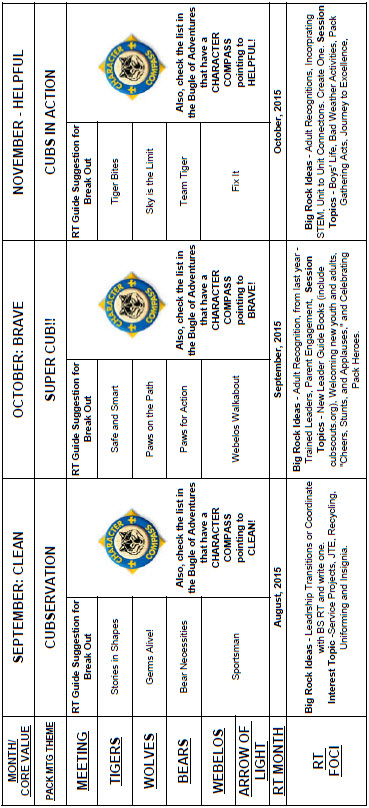 MONTH/
CORE VALUE
SEPTEMBER: CLEAN
OCTOBER: BRAVE
NOVEMBER - HELPFUL
PACK MTG THEME
CUBSERVATION
SUPER CUB!!
CUBS IN ACTION
MEETING
RT Guide Suggestion for
Break Out
RT Guide Suggestion for
Break Out
RT Guide Suggestion for
Break Out
TIGERS
Stories in Shapes
Safe and Smart
Tiger Bites
WOLVES
Germs Alive!
Paws on the Path
Sky is the Limit
BEARS
Bear Necessities
Paws for Action
Team Tiger
WEBELOS
ARROW OF
LIGHT
Sportsman
Webelos Walkabout
Fix It
CHARACTER
COMPASS
Also, check the list in
the Bugle of Adventures
that have a
CHARACTER
COMPASS
pointing to
CLEAN!
CHARACTER
COMPASS
Also, check the list in
the Bugle of Adventures
that have a
CHARACTER
COMPASS
pointing to
BRAVE!
CHARACTER
COMPASS
Also, check the list in
the Bugle of Adventures
that have a
CHARACTER
COMPASS
pointing to
HELPFUL!
RT MONTH
August, 2015
September, 2015
October, 2015
RT
FOCI
Big Rock Ideas - Leadrship Transitions or Coordinate
with BS RT and write one.
Interest Topic -Service Projects, JTE, Recycling,
Uniforming and Insignia.
Big Rock Ideas - Adult Recognition, from last year -
Trained Leaders, Parent Engagement. Session
Topics - New Leader Guide Books (include
cubscouts.org), Welcoming new youth and adults,
"Cheers, Stunts, and Applauses," and Celebrating
Pack Heroes.
Big Rock Ideas - Adult Recognitions, Incorprating
STEM, Unit to Unit Connestions, Create One. Session
Topics - Boys' Life, Bad Weather Activities, Pack
Gathering Acts, Journey to Excellence,